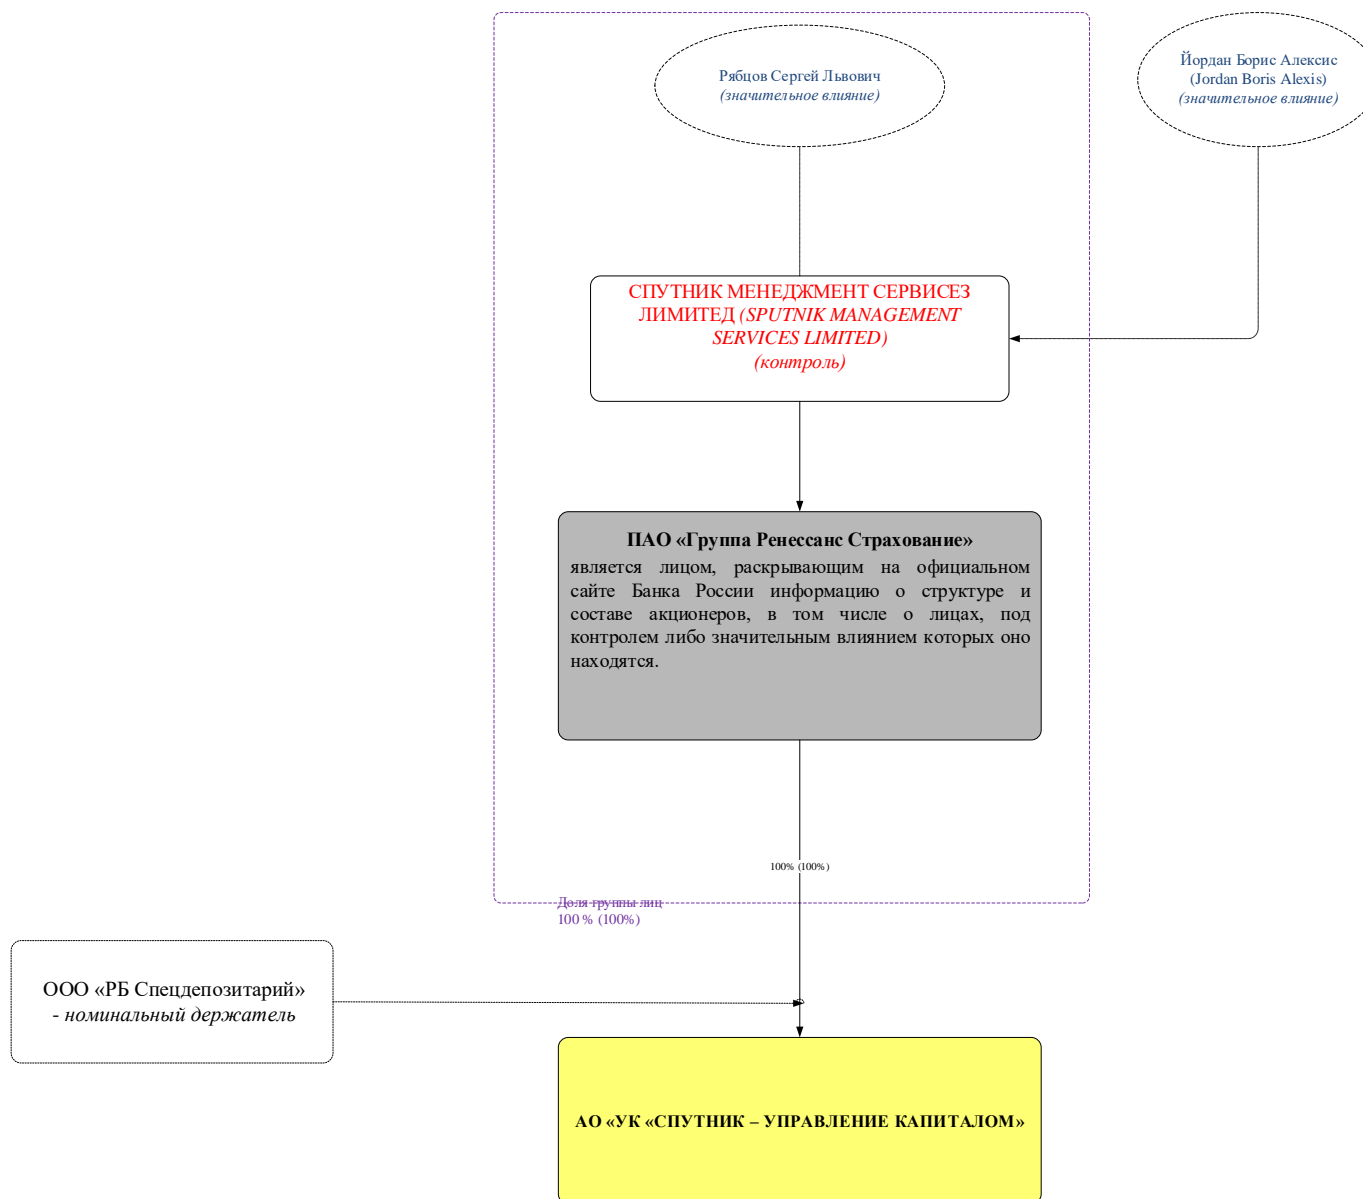 Рябцов Сергей Львович
(значительное влияние)
Йордан Борис Алексис
(Jordan Boris Alexis)
(значительное влияние)
СПУТНИК МЕНЕДЖМЕНТ СЕРВИСЕЗ
ЛИМИТЕД (SPUTNIK MANAGEMENT
SERVICES LIMITED)
(контроль)
ПАО «Группа Ренессанс Страхование»
является лицом, раскрывающим на официальном
сайте Банка России информацию о структуре и
составе акционеров, в том числе о лицах, под
контролем либо значительным влиянием которых оно
находятся.
100% (100%)
Доля группы лиц
100 % (100%)
ООО «РБ Спецдепозитарий»
- номинальный держатель
АО «УК «СПУТНИК – УПРАВЛЕНИЕ КАПИТАЛОМ»